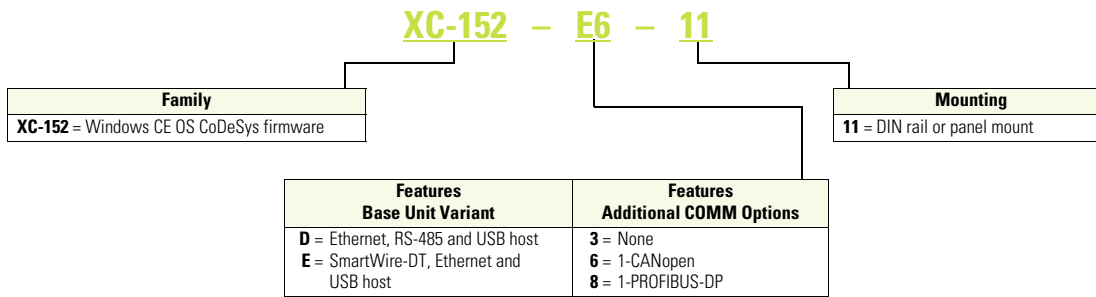 XC-152 – E6 – 11
Family
XC-152 = Windows CE OS CoDeSys firmware
Mounting
11 = DIN rail or panel mount
Features
Base Unit Variant
D = Ethernet, RS-485 and USB host
E = SmartWire-DT, Ethernet and
USB host
Features
Additional COMM Options
3 = None
6 = 1-CANopen
8 = 1-PROFIBUS-DP